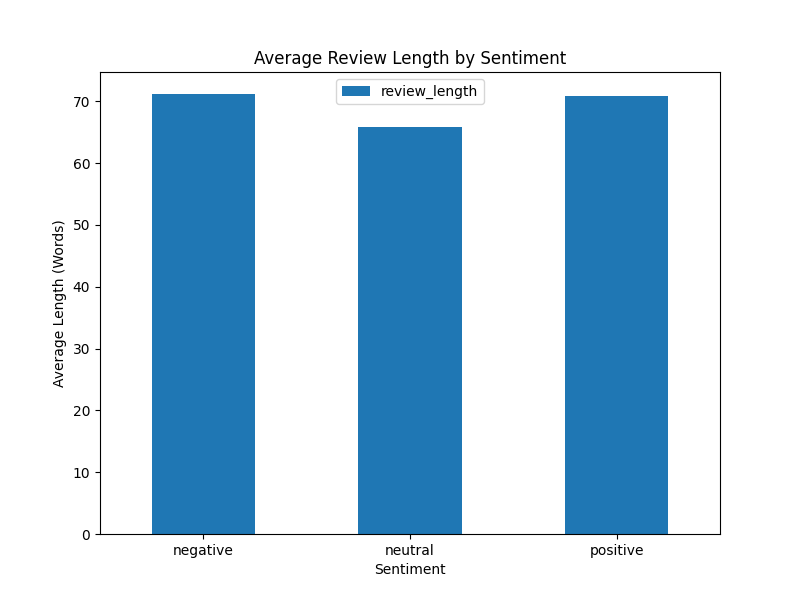 Average Review Length by Sentiment
review_length
Average Length (Words)
70
60
50
40
30
20
10
0
negative neutral positive
Sentiment